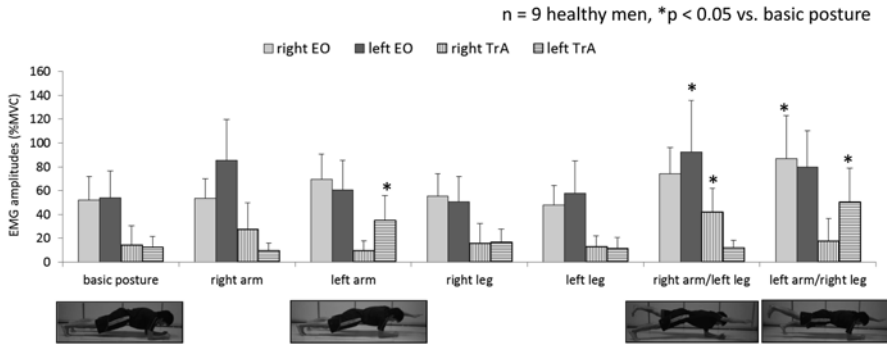 n = 9 healthy men, *p < 0.05 vs. basic posture
right EO left EO right TrA left TrA
EMG amplitudes (%MVC)
160
140
120
100
80
60
40
20
0
* * * * *
basic posture right arm left arm right leg left leg right arm/left leg left arm/right leg